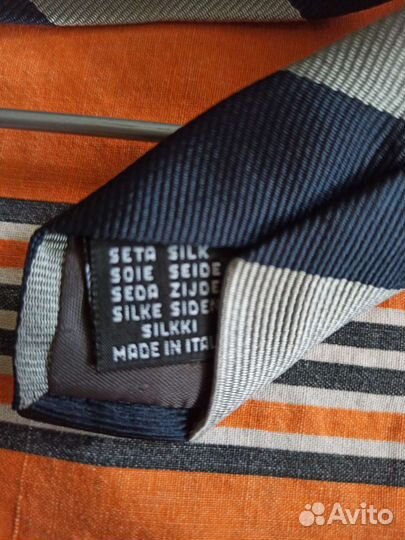 SETA SILK
SOIE SEIDE
SEDA ZIJDE
SILKE SIDEN
SILKKI
MADE IN ITAL
Avito